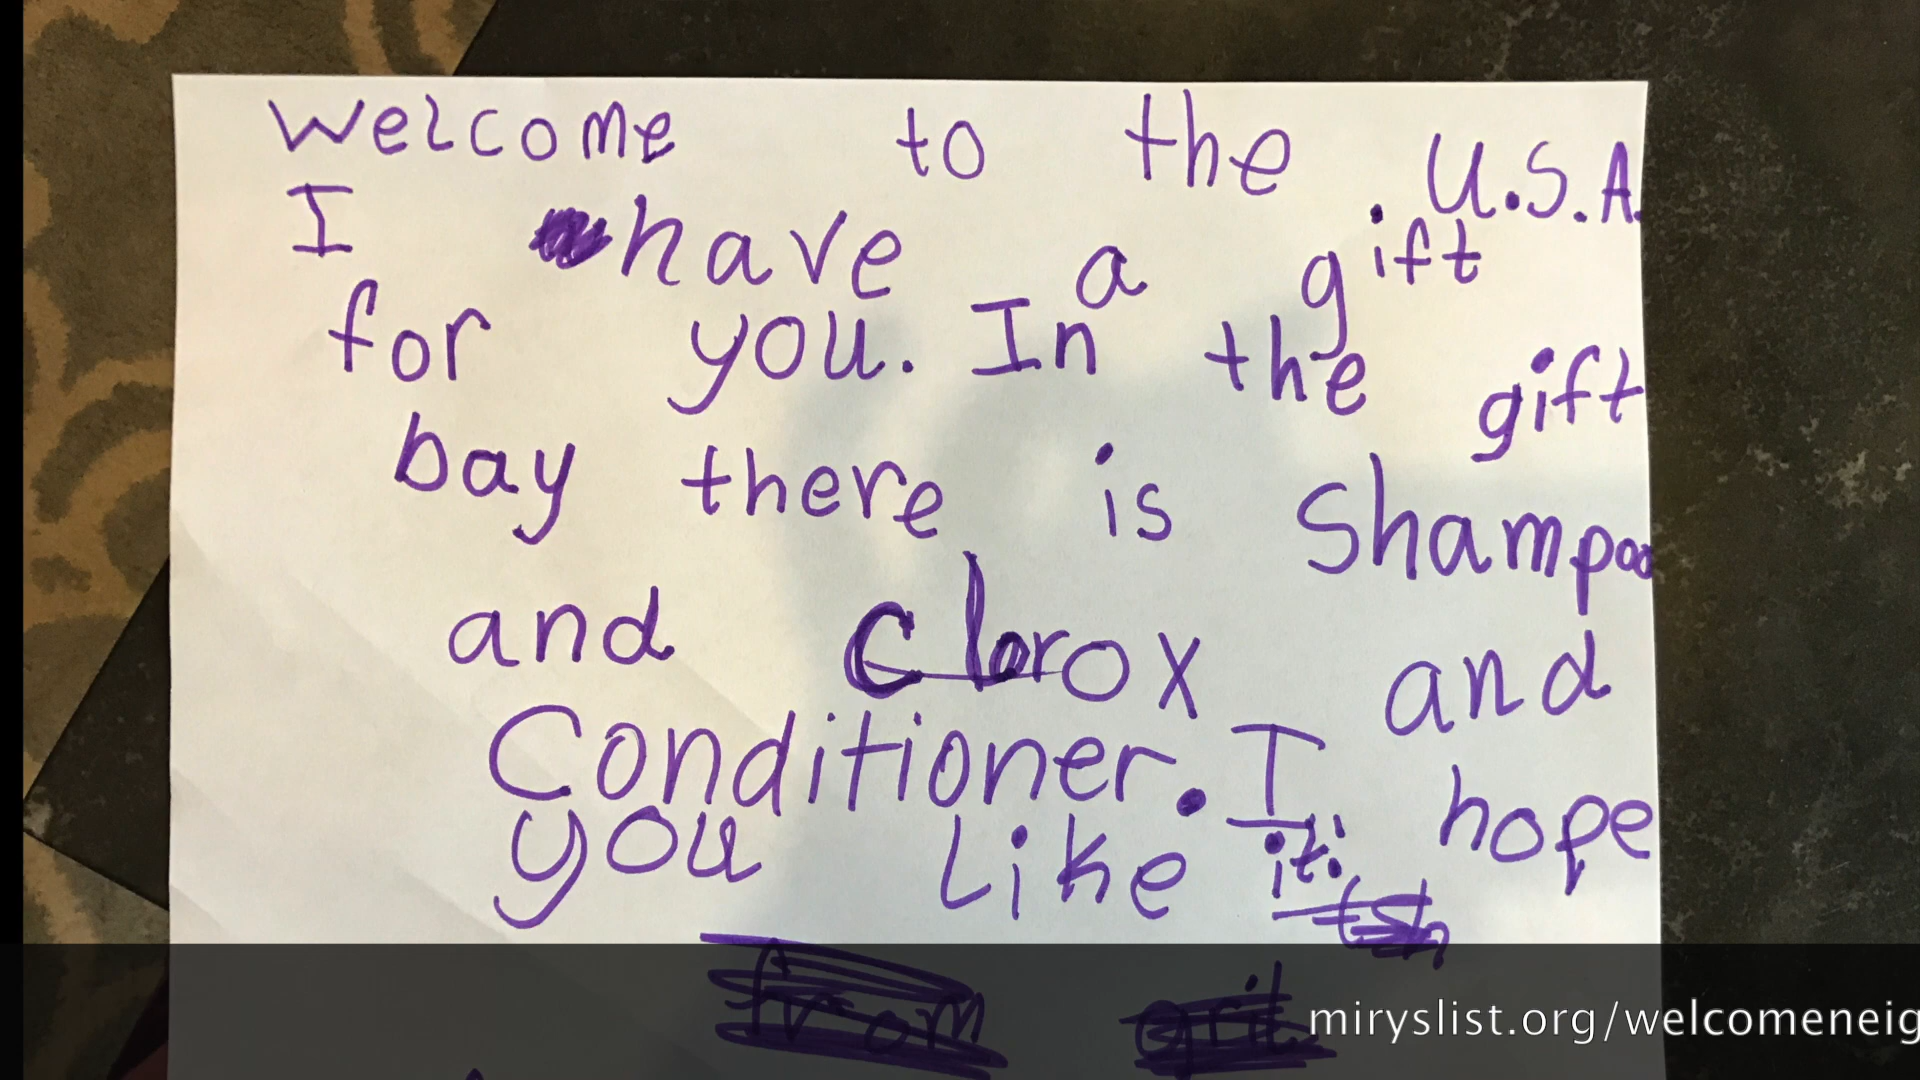 Welcome to the U.S.A.
I have a gift
for you. In the gift
bay there is Shampoo
and Clorox and
Conditioner. I hope
you like it.
from
miryslist.org/welcomeneig